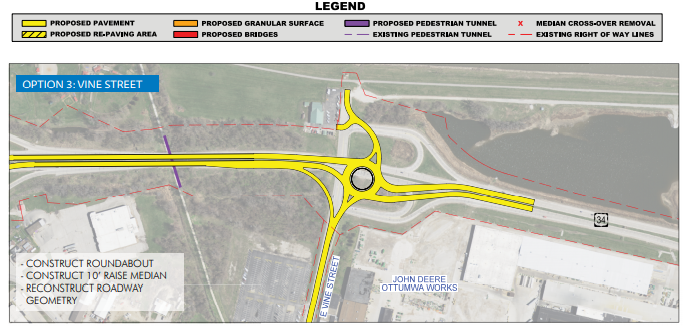 LEGEND
PROPOSED PAVEMENT
PROPOSED GRANULAR SURFACE
PROPOSED PEDESTRIAN TUNNEL
x MEDIAN CROSS-OVER REMOVAL
PROPOSED RE-PAVING AREA
PROPOSED BRIDGES
EXISTING PEDESTRIAN TUNNEL
EXISTING RIGHT OF WAY LINES
OPTION 3: VINE STREET
34
- CONSTRUCT ROUNDABOUT
- CONSTRUCT 10' RAISE MEDIAN
- RECONSTRUCT ROADWAY
GEOMETRY
E VINE STREET
JOHN DEERE
OTTUMWA WORKS